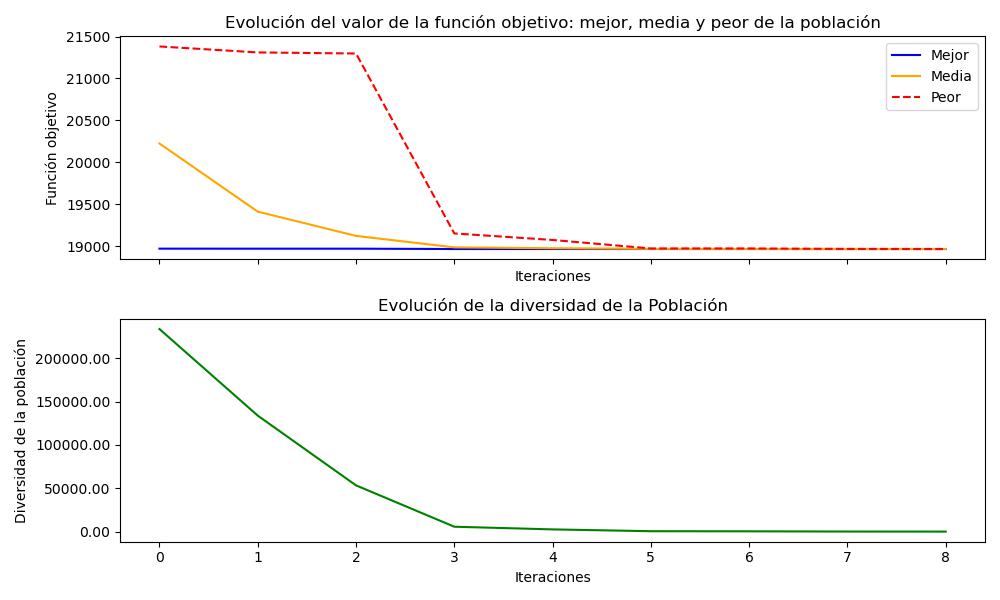 Evolución del valor de la función objetivo: mejor, media y peor de la población
21500
21000
20500
20000
19500
19000
Función objetivo
Mejor
Media
Peor
Iteraciones
Evolución de la diversidad de la Población
200000.00
150000.00
100000.00
50000.00
0.00
Diversidad de la población
0 1 2 3 4 5 6 7 8
Iteraciones